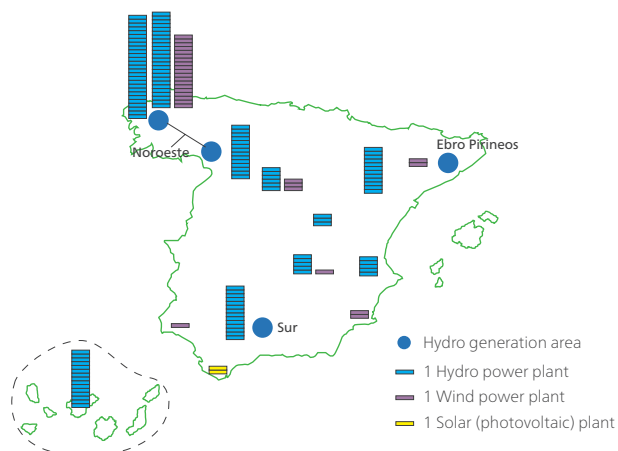 Noroeste
Ebro Pirineos
Sur
Hydro generation area
1 Hydro power plant
1 Wind power plant
1 Solar (photovoltaic) plant